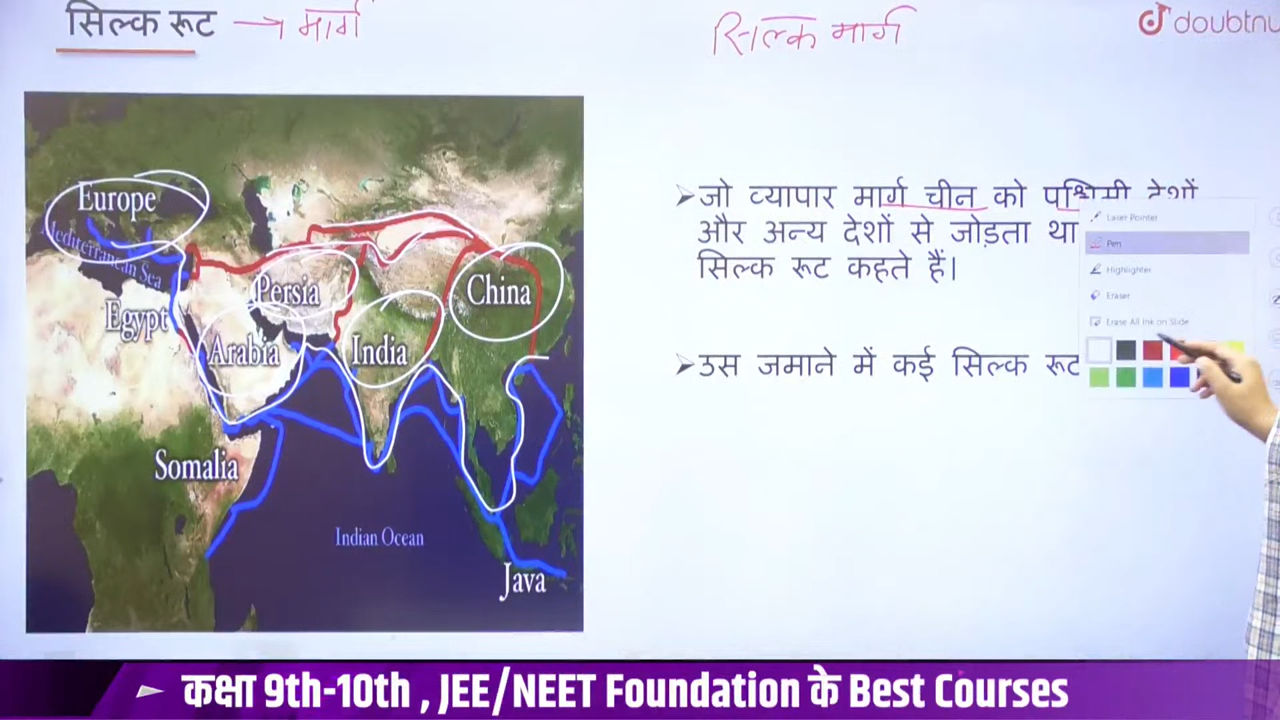 सिल्क रूट → मार्ग
सिल्क मार्ग
doubtnu
Europe
Mediterranean Sea
Egypt
Persia
Arabia
India
China
Somalia
Indian Ocean
Java
➢जो व्यापार मार्ग चीन को पश्चिमी देशों
और अन्य देशों से जोड़ता था
सिल्क रूट कहते हैं।
➢उस जमाने में कई सिल्क रूट
Laser Pointer
Pen
Highlighter
Eraser
Erase All Ink on Slide
कक्षा 9th-10th , JEE/NEET Foundation के Best Courses